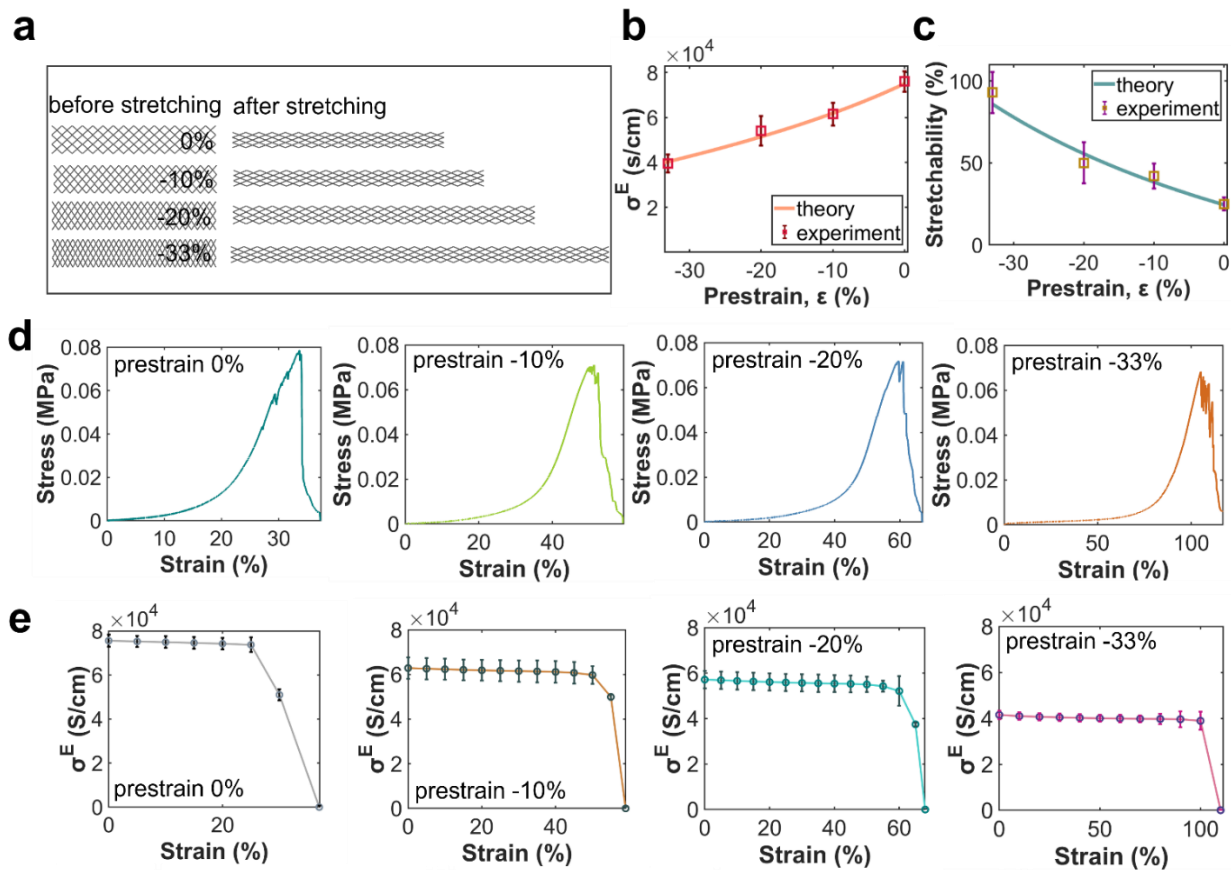 a
before stretching after stretching
0%
-10%
-20%
-33%
b
×10⁴
σᴱ (s/cm)
8
6
4
2
theory
experiment
-30 -20 -10 0
Prestrain, ε (%)
c
Stretchability (%)
100
50
0
theory
experiment
-30 -20 -10 0
Prestrain, ε (%)
d
prestrain 0%
Stress (MPa)
0.08
0.06
0.04
0.02
0
0 10 20 30
Strain (%)
prestrain -10%
Stress (MPa)
0.08
0.06
0.04
0.02
0
0 20 40
Strain (%)
prestrain -20%
Stress (MPa)
0.08
0.06
0.04
0.02
0
0 20 40 60
Strain (%)
prestrain -33%
Stress (MPa)
0.08
0.06
0.04
0.02
0
0 50 100
Strain (%)
e
×10⁴
σᴱ (S/cm)
8
6
4
2
0
prestrain 0%
0 20
Strain (%)
×10⁴
σᴱ (S/cm)
8
6
4
2
0
prestrain -10%
0 20 40
Strain (%)
×10⁴
σᴱ (S/cm)
8
6
4
2
0
prestrain -20%
0 20 40 60
Strain (%)
×10⁴
σᴱ (S/cm)
8
6
4
2
0
prestrain -33%
0 50 100
Strain (%)